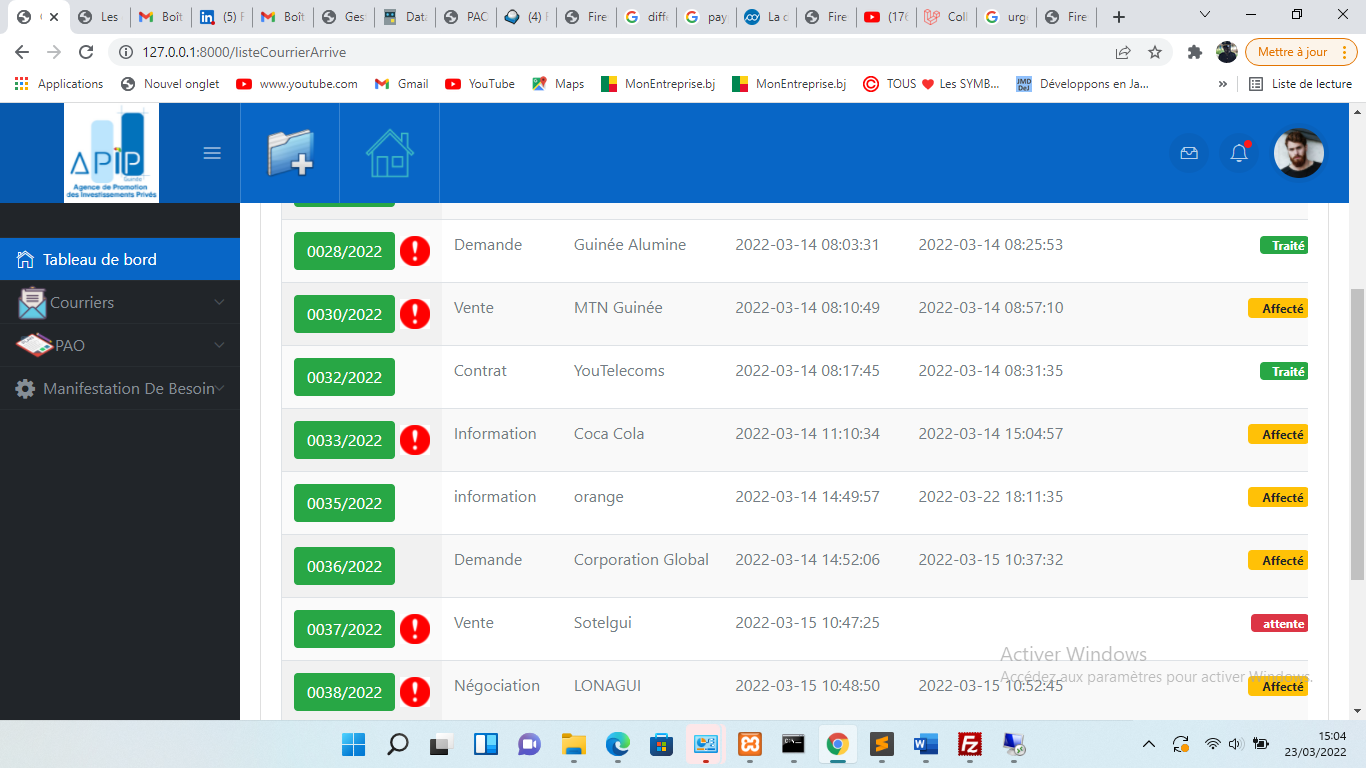 Les
Boît
(5) F
Boît
Ges
Data
PAC
(4) F
Fire
diffe
pay
La d
Fire
(176
Coll
urge
Fire
127.0.0.1:8000/listeCourrierArrive
Mettre à jour
Applications
Nouvel onglet
www.youtube.com
Gmail
YouTube
Maps
MonEntreprise.bj
MonEntreprise.bj
TOUS ❤ Les SYMB...
JMD DeJ
Développons en Ja...
»
Liste de lecture
APIP
Guinée
Agence de Promotion
des Investissements Privés
Tableau de bord
Courriers
PAO
Manifestation De Besoin
0028/2022 Demande Guinée Alumine 2022-03-14 08:03:31 2022-03-14 08:25:53 Traité
0030/2022 Vente MTN Guinée 2022-03-14 08:10:49 2022-03-14 08:57:10 Affecté
0032/2022 Contrat YouTelecoms 2022-03-14 08:17:45 2022-03-14 08:31:35 Traité
0033/2022 Information Coca Cola 2022-03-14 11:10:34 2022-03-14 15:04:57 Affecté
0035/2022 information orange 2022-03-14 14:49:57 2022-03-22 18:11:35 Affecté
0036/2022 Demande Corporation Global 2022-03-14 14:52:06 2022-03-15 10:37:32 Affecté
0037/2022 Vente Sotelgui 2022-03-15 10:47:25 attente
0038/2022 Négociation LONAGUI 2022-03-15 10:48:50 2022-03-15 10:52:45 Affecté
Activer Windows
Accédez aux paramètres pour activer Windows.
15:04
23/03/2022